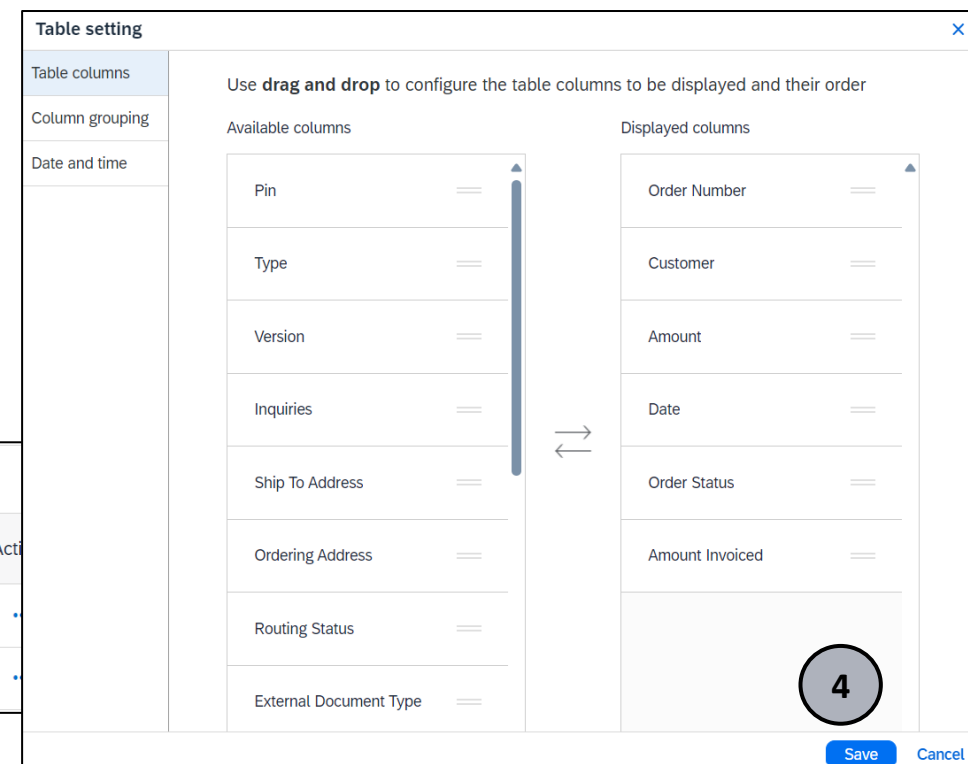 Table setting
Table columns
Column grouping
Date and time
Use drag and drop to configure the table columns to be displayed and their order
Available columns
Pin
Type
Version
Inquiries
Ship To Address
Ordering Address
Routing Status
External Document Type
Displayed columns
Order Number
Customer
Amount
Date
Order Status
Amount Invoiced
4
Save
Cancel